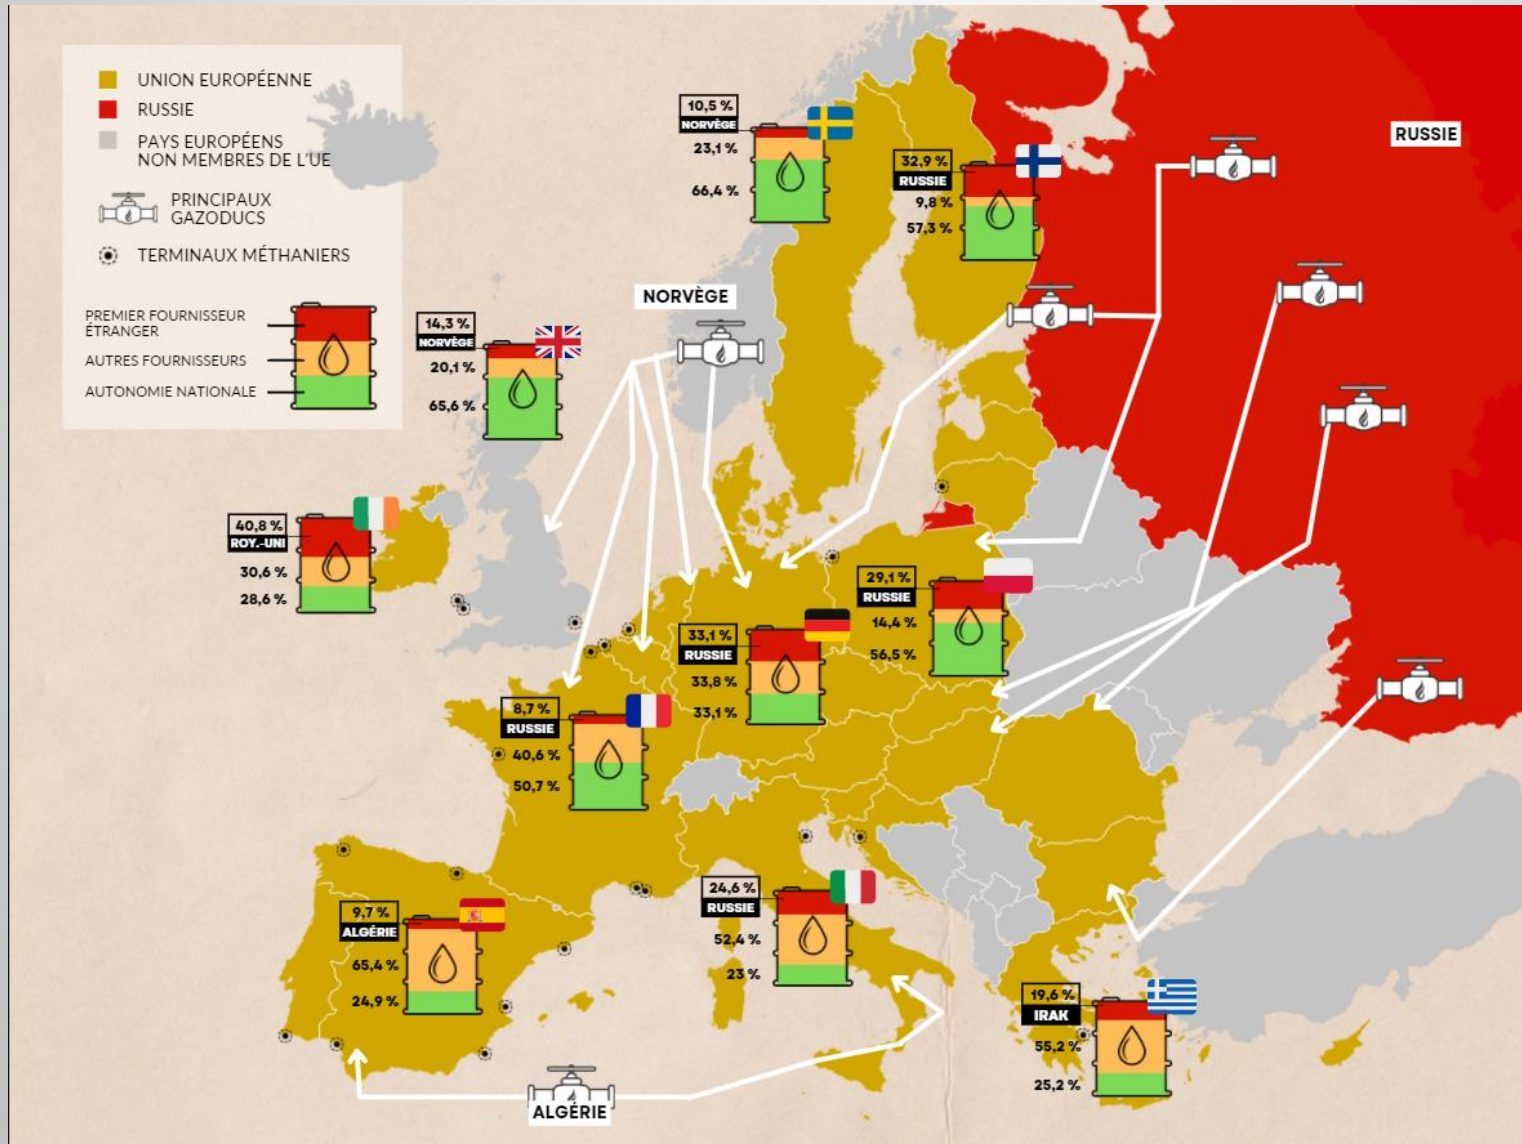 UNION EUROPÉENNE
RUSSIE
PAYS EUROPÉENS
NON MEMBRES DE L'UE
PRINCIPAUX
GAZODUCS
TERMINAUX MÉTHANIERS
PREMIER FOURNISSEUR
ÉTRANGER
AUTRES FOURNISSEURS
AUTONOMIE NATIONALE
10,5 %
NORVÈGE
23,1 %
66,4 %
32,9 %
RUSSIE
9,8 %
57,3 %
RUSSIE
NORVÈGE
14,3 %
NORVÈGE
20,1 %
65,6 %
40,8 %
ROY.-UNI
30,6 %
28,6 %
29,1 %
RUSSIE
14,4 %
56,5 %
33,1 %
RUSSIE
33,8 %
33,1 %
8,7 %
RUSSIE
40,6 %
50,7 %
24,6 %
RUSSIE
52,4 %
23 %
9,7 %
ALGÉRIE
65,4 %
24,9 %
19,6 %
IRAK
55,2 %
25,2 %
ALGÉRIE